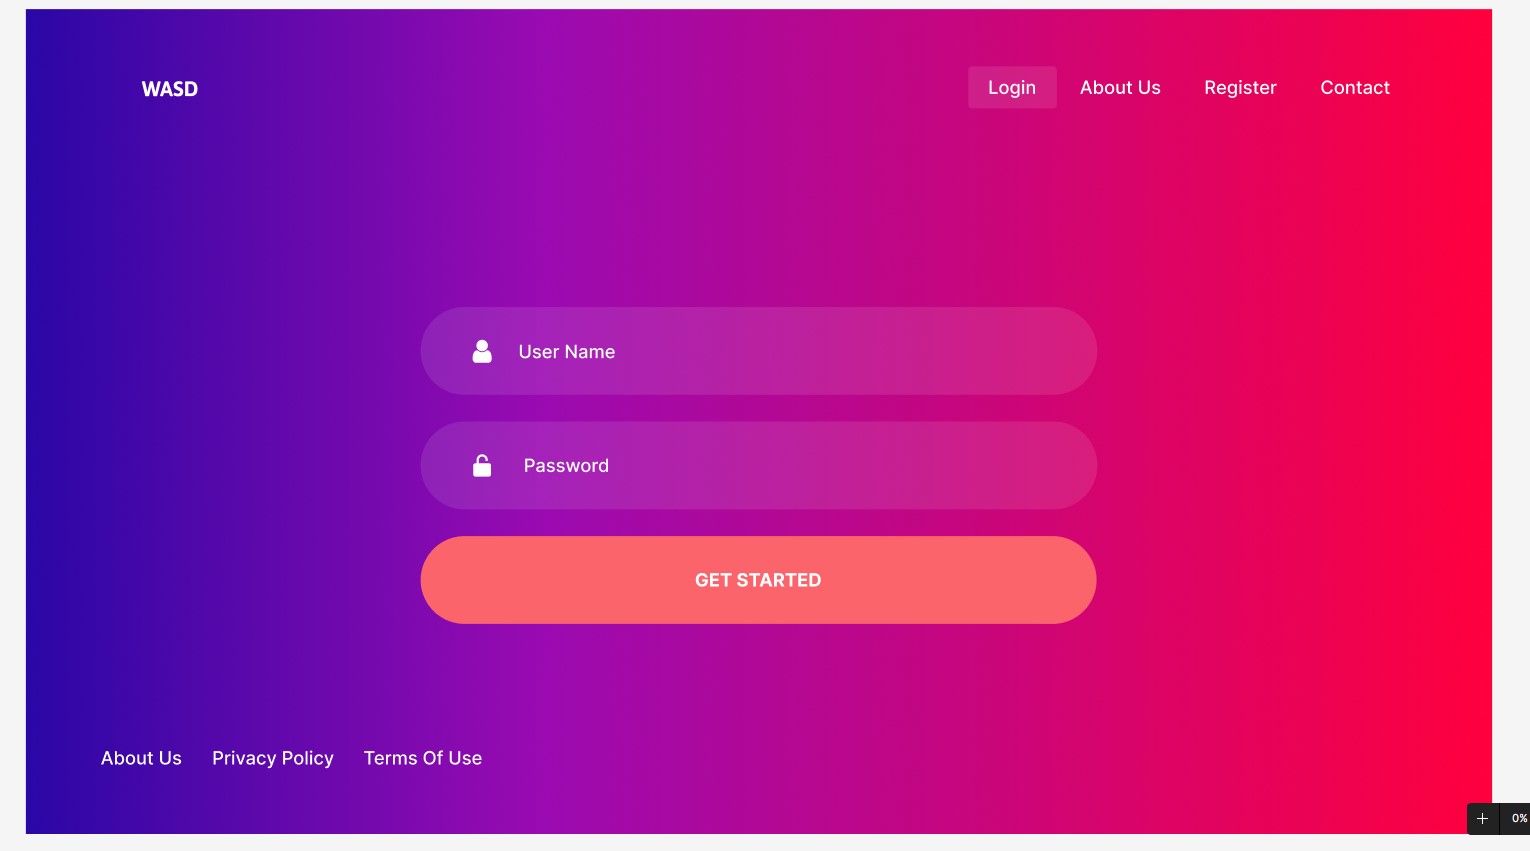 WASD
Login About Us Register Contact
User Name
Password
GET STARTED
About Us Privacy Policy Terms Of Use
0%